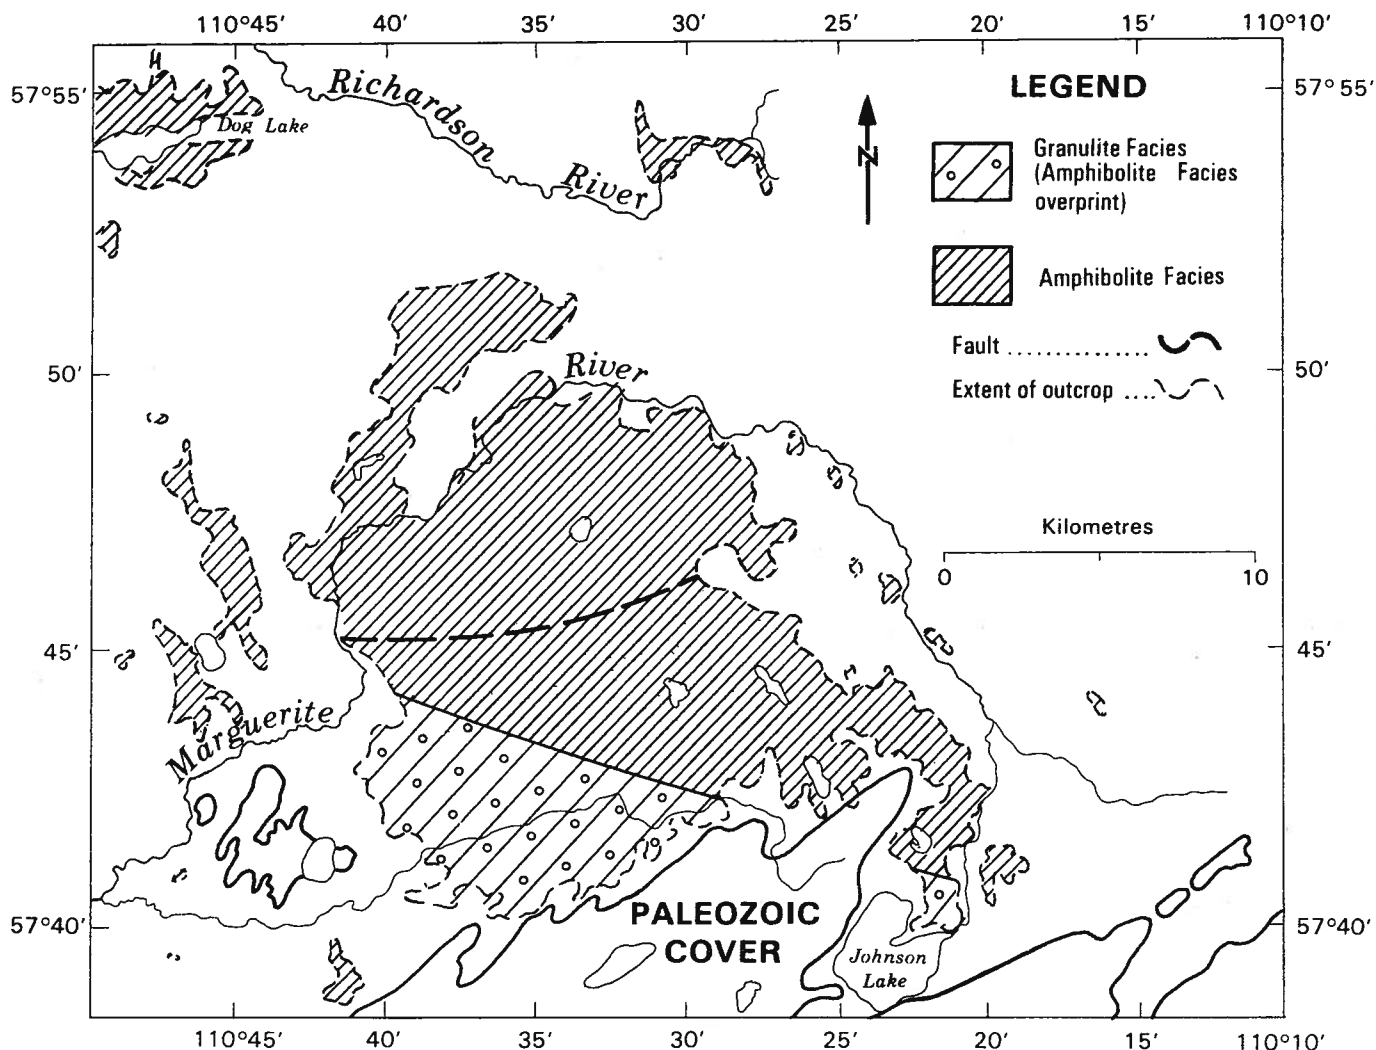 110°45′ 40′ 35′ 30′ 25′ 20′ 15′ 110°10′
57°55′
57°55′
Richardson
River
Dog Lake
LEGEND
Granulite Facies
(Amphibolite Facies
overprint)
Amphibolite Facies
Fault
Extent of outcrop
N
50′
50′
River
Kilometres
0 10
45′
45′
Marguerite
57°40′
57°40′
PALEOZOIC
COVER
Johnson
Lake
110°45′ 40′ 35′ 30′ 25′ 20′ 15′ 110°10′